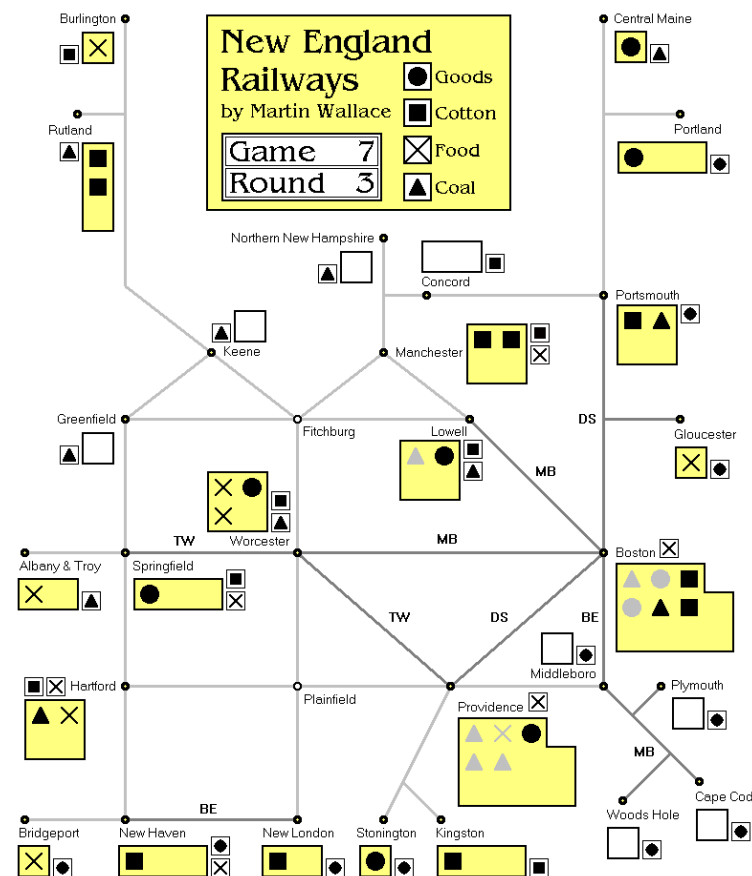 Burlington
Central Maine
New England
Railways
by Martin Wallace
Goods
Cotton
Food
Coal
Game 7
Round 3
Rutland
Portland
Northern New Hampshire
Concord
Portsmouth
Keene
Manchester
Greenfield
Fitchburg
Lowell
DS
Gloucester
MB
TW
Worcester
MB
Albany & Troy
Springfield
Boston
TW
DS
BE
Middleboro
Hartford
Plainfield
Providence
Plymouth
MB
Woods Hole
Cape Cod
BE
Bridgeport
New Haven
New London
Stonington
Kingston